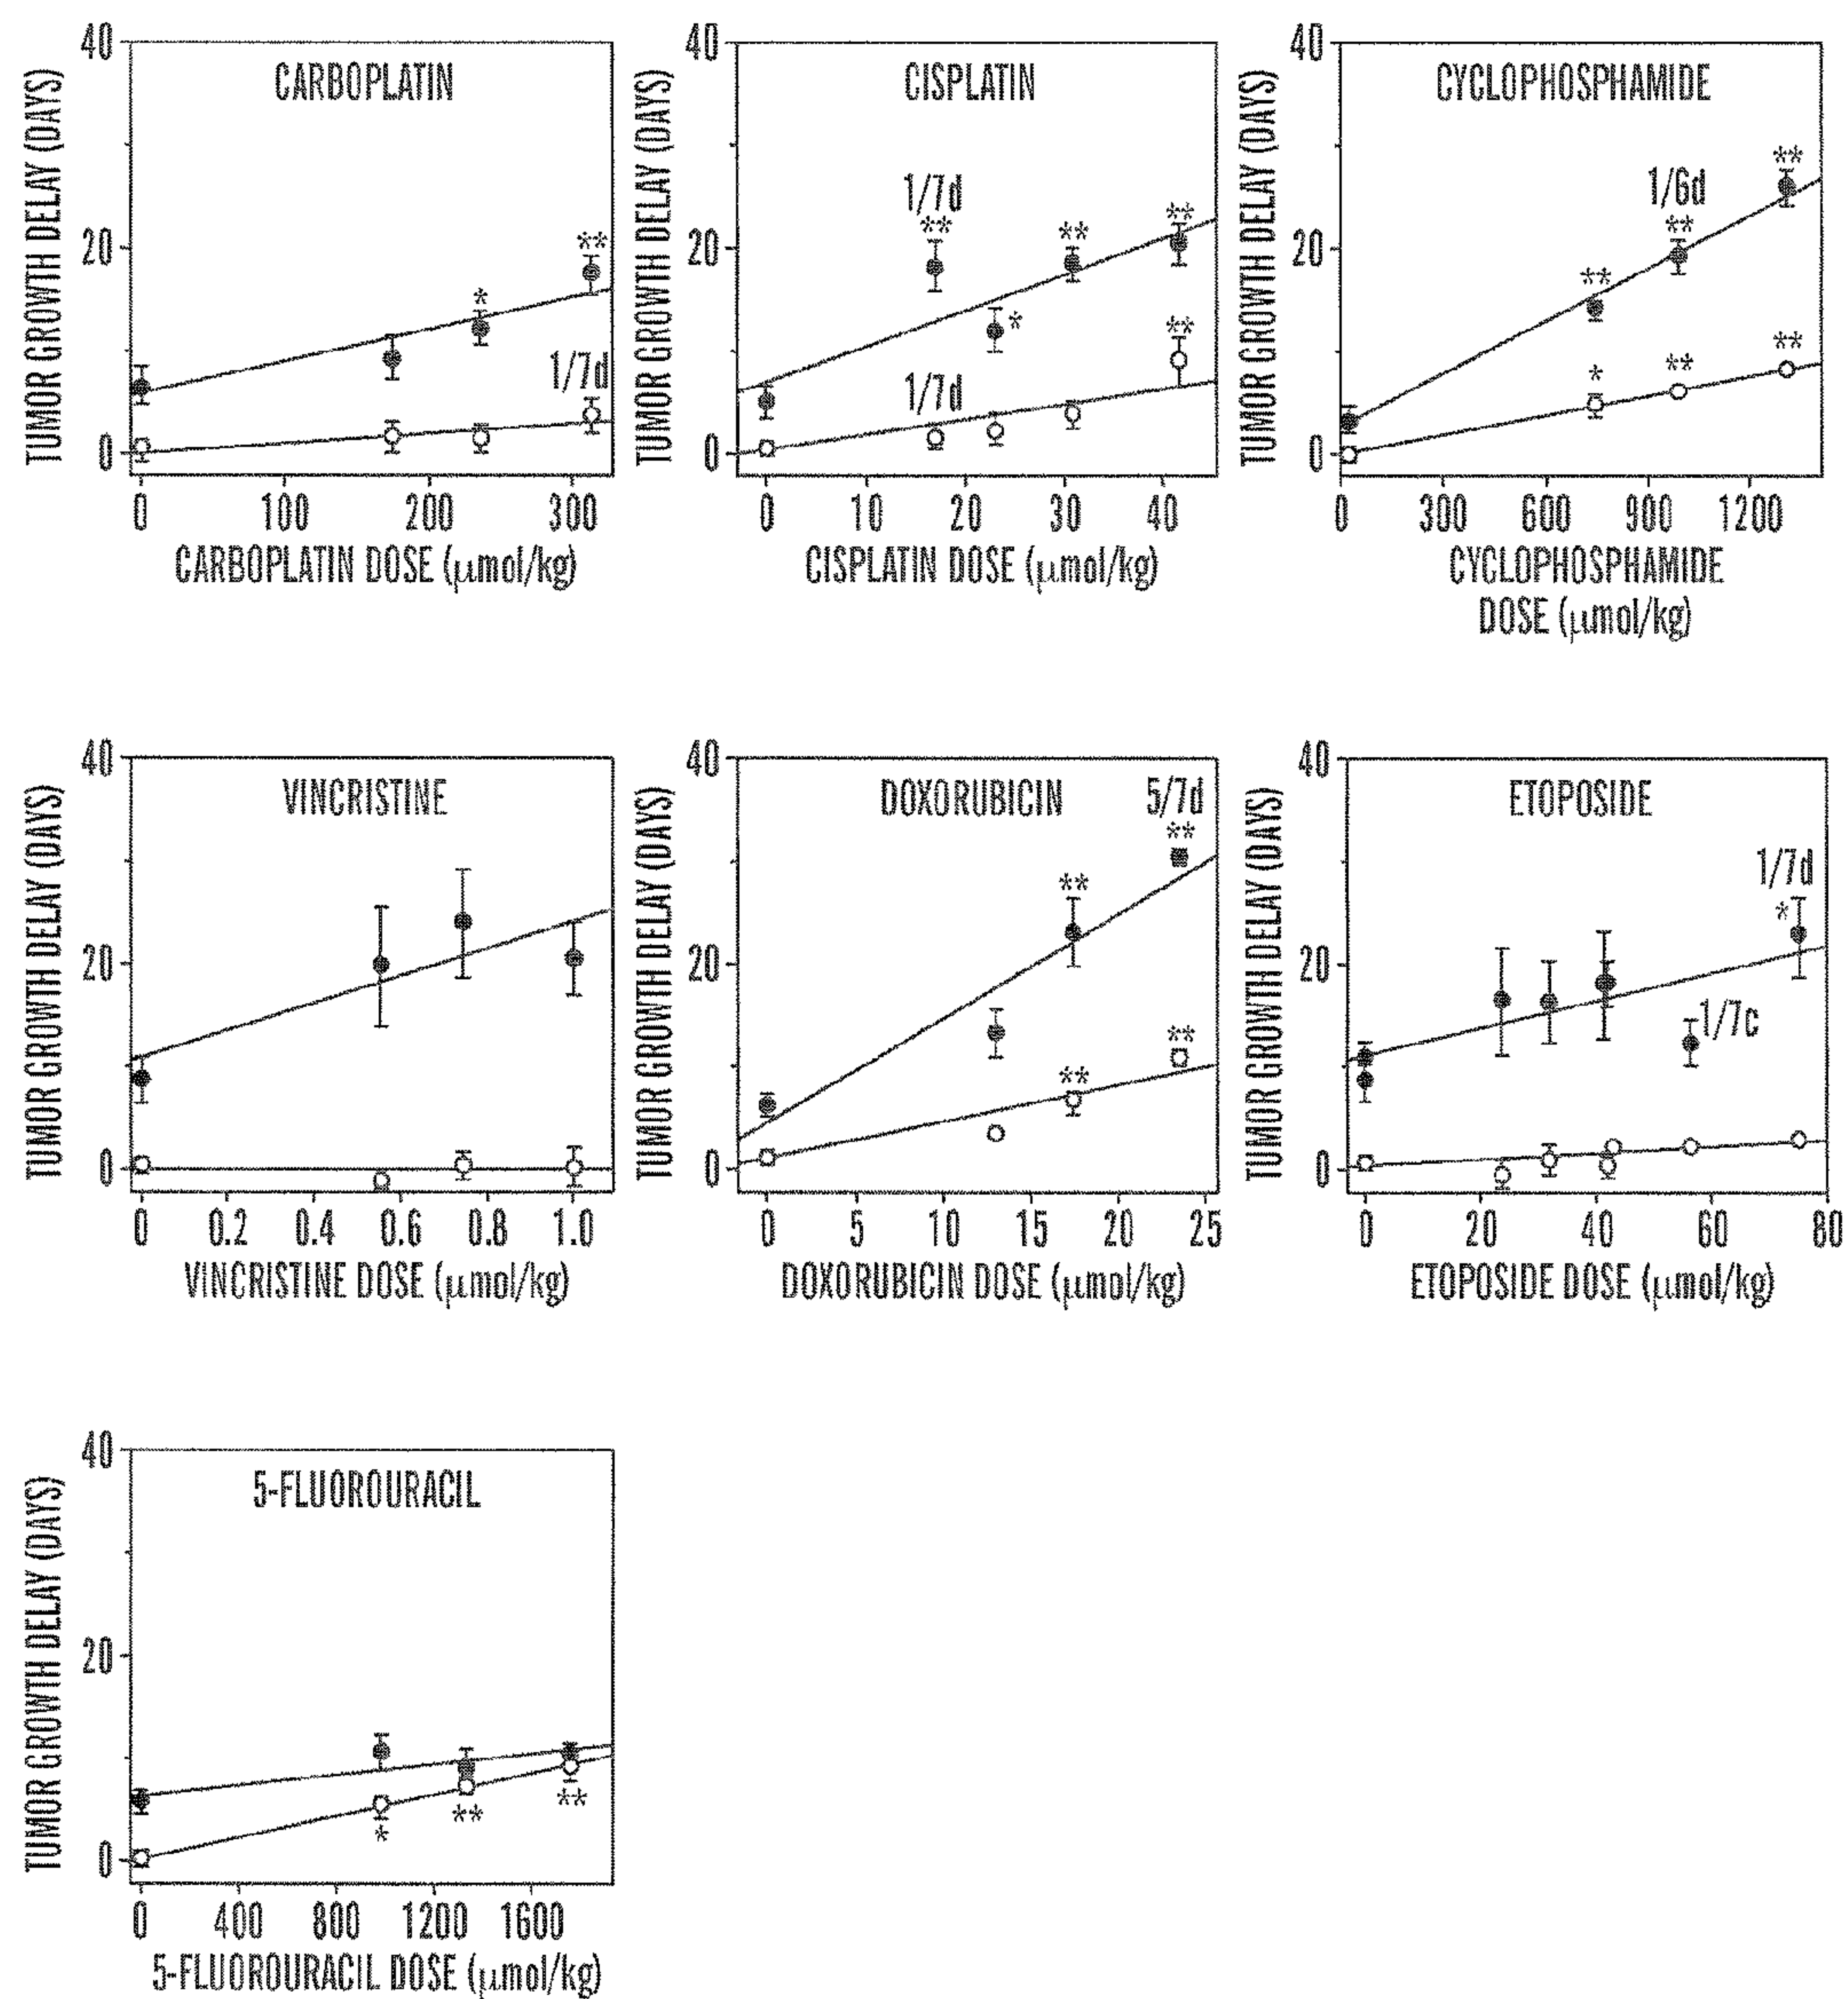 CARBOPLATIN
TUMOR GROWTH DELAY (DAYS)
40
20
0
**
*
1/7d
0 100 200 300
CARBOPLATIN DOSE (μmol/kg)
CISPLATIN
TUMOR GROWTH DELAY (DAYS)
40
20
0
1/7d
**
**
**
*
**
1/7d
0 10 20 30 40
CISPLATIN DOSE (μmol/kg)
CYCLOPHOSPHAMIDE
TUMOR GROWTH DELAY (DAYS)
40
20
0
**
1/6d
**
**
**
**
*
0 300 600 900 1200
CYCLOPHOSPHAMIDE
DOSE (μmol/kg)
VINCRISTINE
TUMOR GROWTH DELAY (DAYS)
40
20
0
0 0.2 0.4 0.6 0.8 1.0
VINCRISTINE DOSE (μmol/kg)
DOXORUBICIN
TUMOR GROWTH DELAY (DAYS)
40
20
0
5/7d
**
**
**
**
0 5 10 15 20 25
DOXORUBICIN DOSE (μmol/kg)
ETOPOSIDE
TUMOR GROWTH DELAY (DAYS)
40
20
0
1/7d
*
1/7c
0 20 40 60 80
ETOPOSIDE DOSE (μmol/kg)
5-FLUOROURACIL
TUMOR GROWTH DELAY (DAYS)
40
20
0
*
**
**
0 400 800 1200 1600
5-FLUOROURACIL DOSE (μmol/kg)